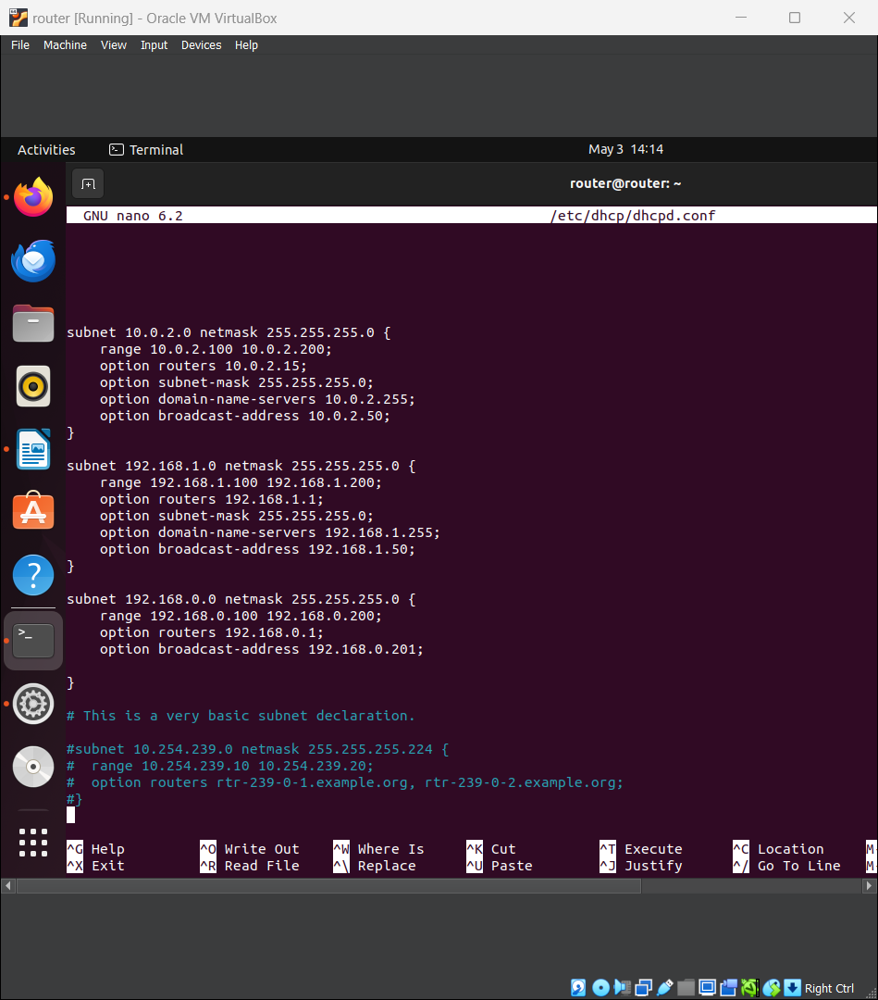 router [Running] - Oracle VM VirtualBox
File Machine View Input Devices Help
Activities Terminal May 3 14:14
router@router: ~
GNU nano 6.2 /etc/dhcp/dhcpd.conf
subnet 10.0.2.0 netmask 255.255.255.0 {
    range 10.0.2.100 10.0.2.200;
    option routers 10.0.2.15;
    option subnet-mask 255.255.255.0;
    option domain-name-servers 10.0.2.255;
    option broadcast-address 10.0.2.50;
}
subnet 192.168.1.0 netmask 255.255.255.0 {
    range 192.168.1.100 192.168.1.200;
    option routers 192.168.1.1;
    option subnet-mask 255.255.255.0;
    option domain-name-servers 192.168.1.255;
    option broadcast-address 192.168.1.50;
}
subnet 192.168.0.0 netmask 255.255.255.0 {
    range 192.168.0.100 192.168.0.200;
    option routers 192.168.0.1;
    option broadcast-address 192.168.0.201;
}
# This is a very basic subnet declaration.
#subnet 10.254.239.0 netmask 255.255.255.224 {
#  range 10.254.239.10 10.254.239.20;
#  option routers rtr-239-0-1.example.org, rtr-239-0-2.example.org;
#}
^G Help ^O Write Out ^W Where Is ^K Cut ^T Execute ^C Location M-
^X Exit ^R Read File ^\ Replace ^U Paste ^J Justify ^/ Go To Line M-
Right Ctrl